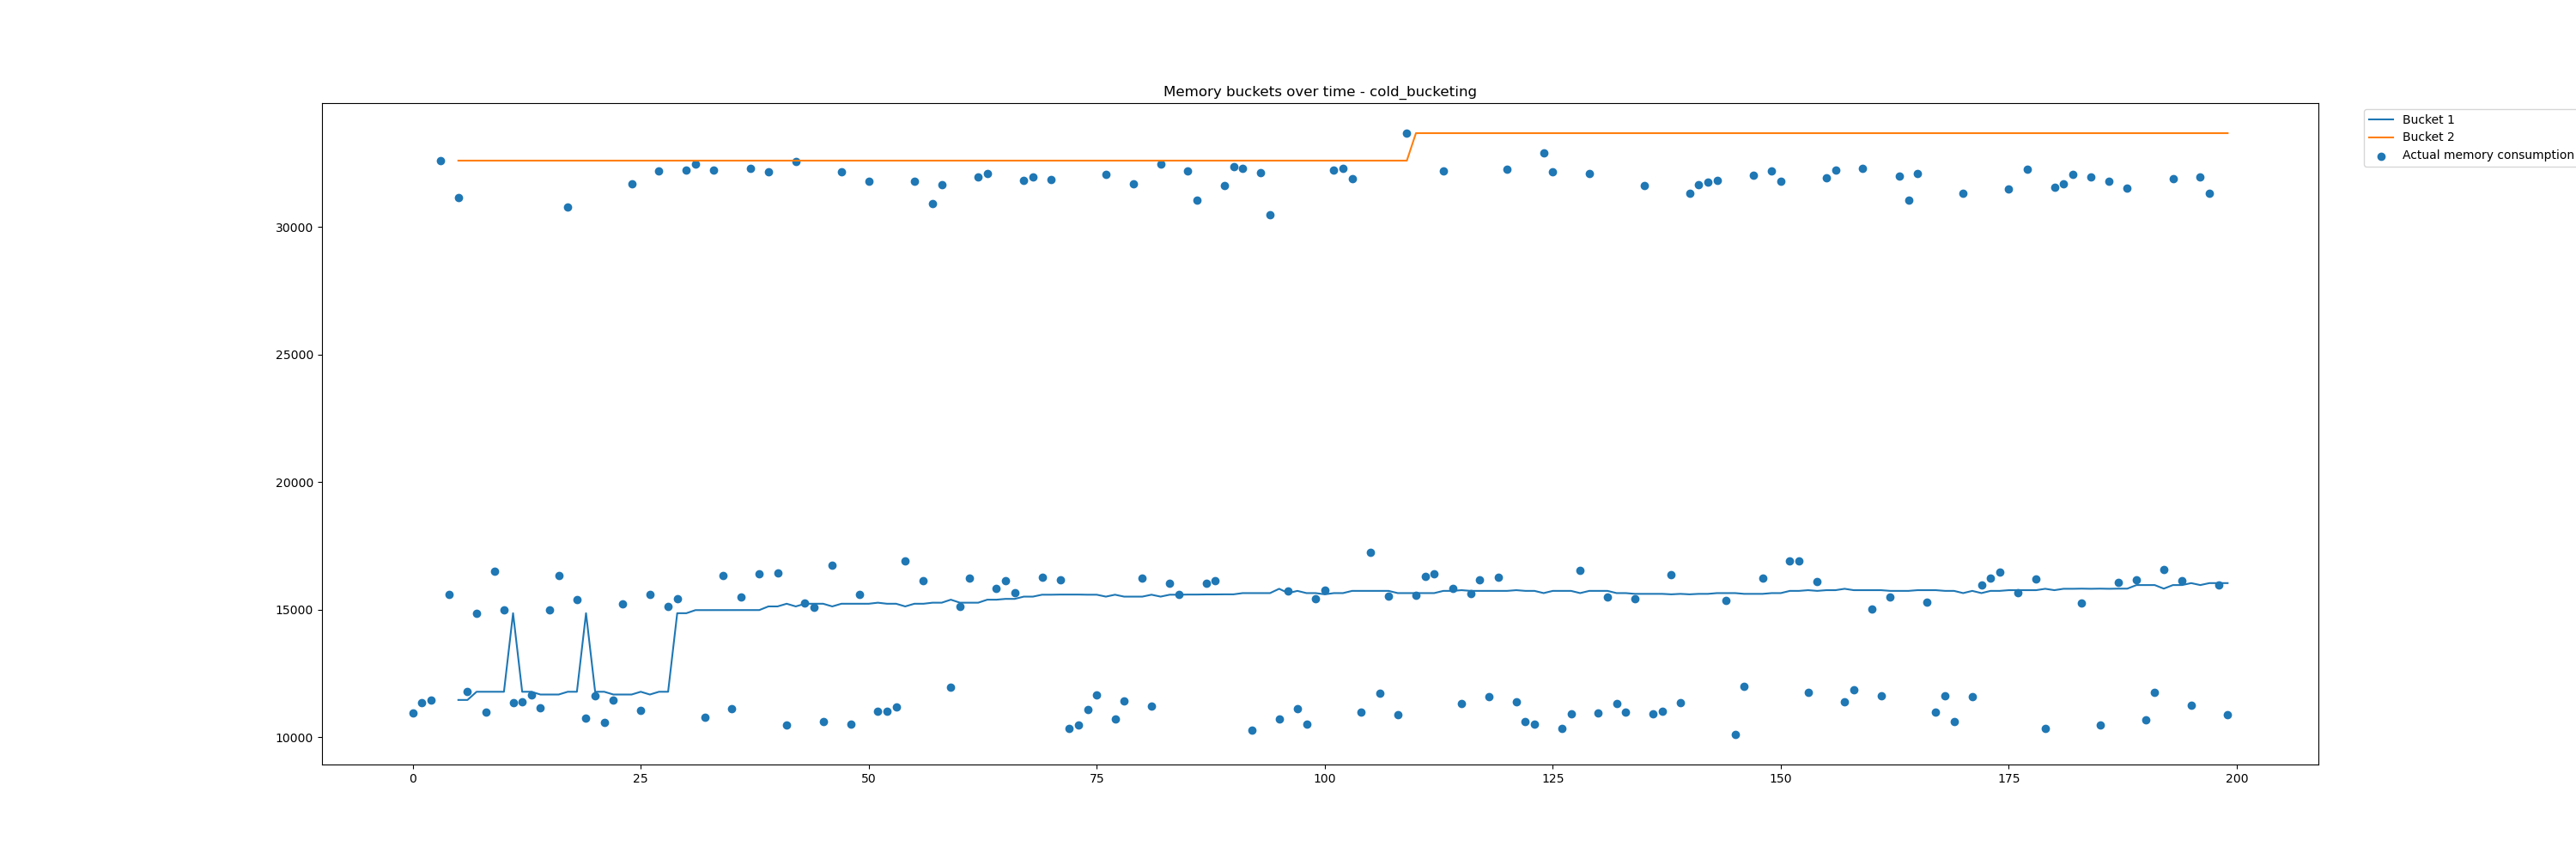 Memory buckets over time - cold_bucketing
Bucket 1
Bucket 2
Actual memory consumption
30000
25000
20000
15000
10000
0 25 50 75 100 125 150 175 200